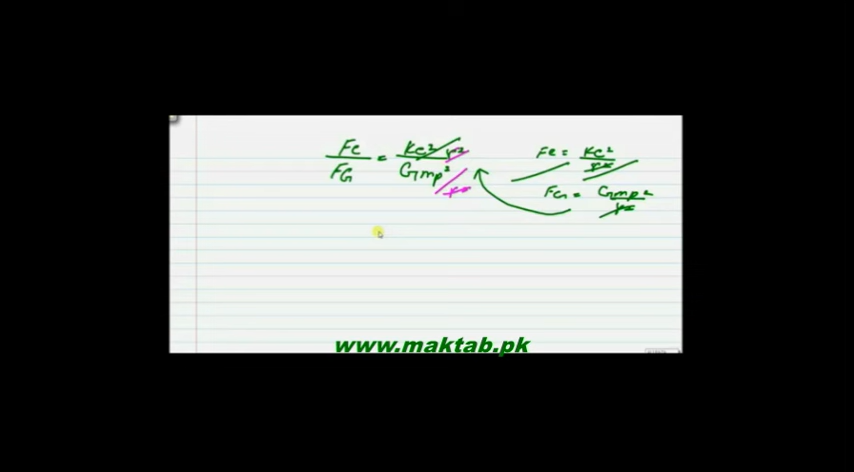 Fe/FG = Ke²/r² / Gmp²/r²
Fe = Ke²/r²
FG = Gmp²/r²
www.maktab.pk